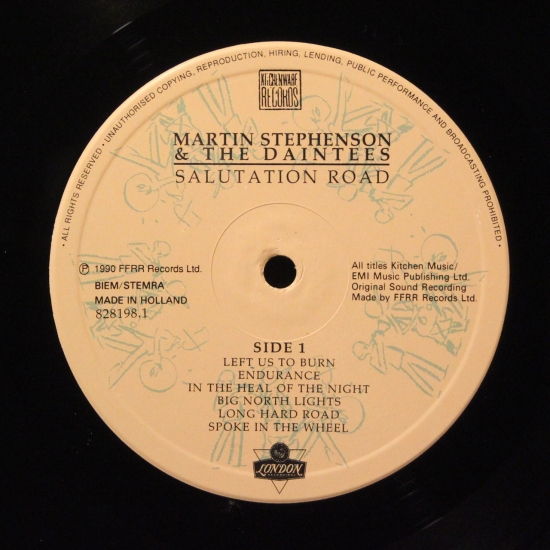 • ALL RIGHTS RESERVED • UNAUTHORISED COPYING, REPRODUCTION, HIRING, LENDING, PUBLIC PERFORMANCE AND BROADCASTING PROHIBITED •
KITCHENWARE
RECORDS
MARTIN STEPHENSON
& THE DAINTEES
SALUTATION ROAD
℗ 1990 FFRR Records Ltd.
BIEM/STEMRA
MADE IN HOLLAND
828198.1
All titles Kitchen Music/
EMI Music Publishing Ltd.
Original Sound Recording
Made by FFRR Records Ltd.
SIDE 1
LEFT US TO BURN
ENDURANCE
IN THE HEAL OF THE NIGHT
BIG NORTH LIGHTS
LONG HARD ROAD
SPOKE IN THE WHEEL
LONDON